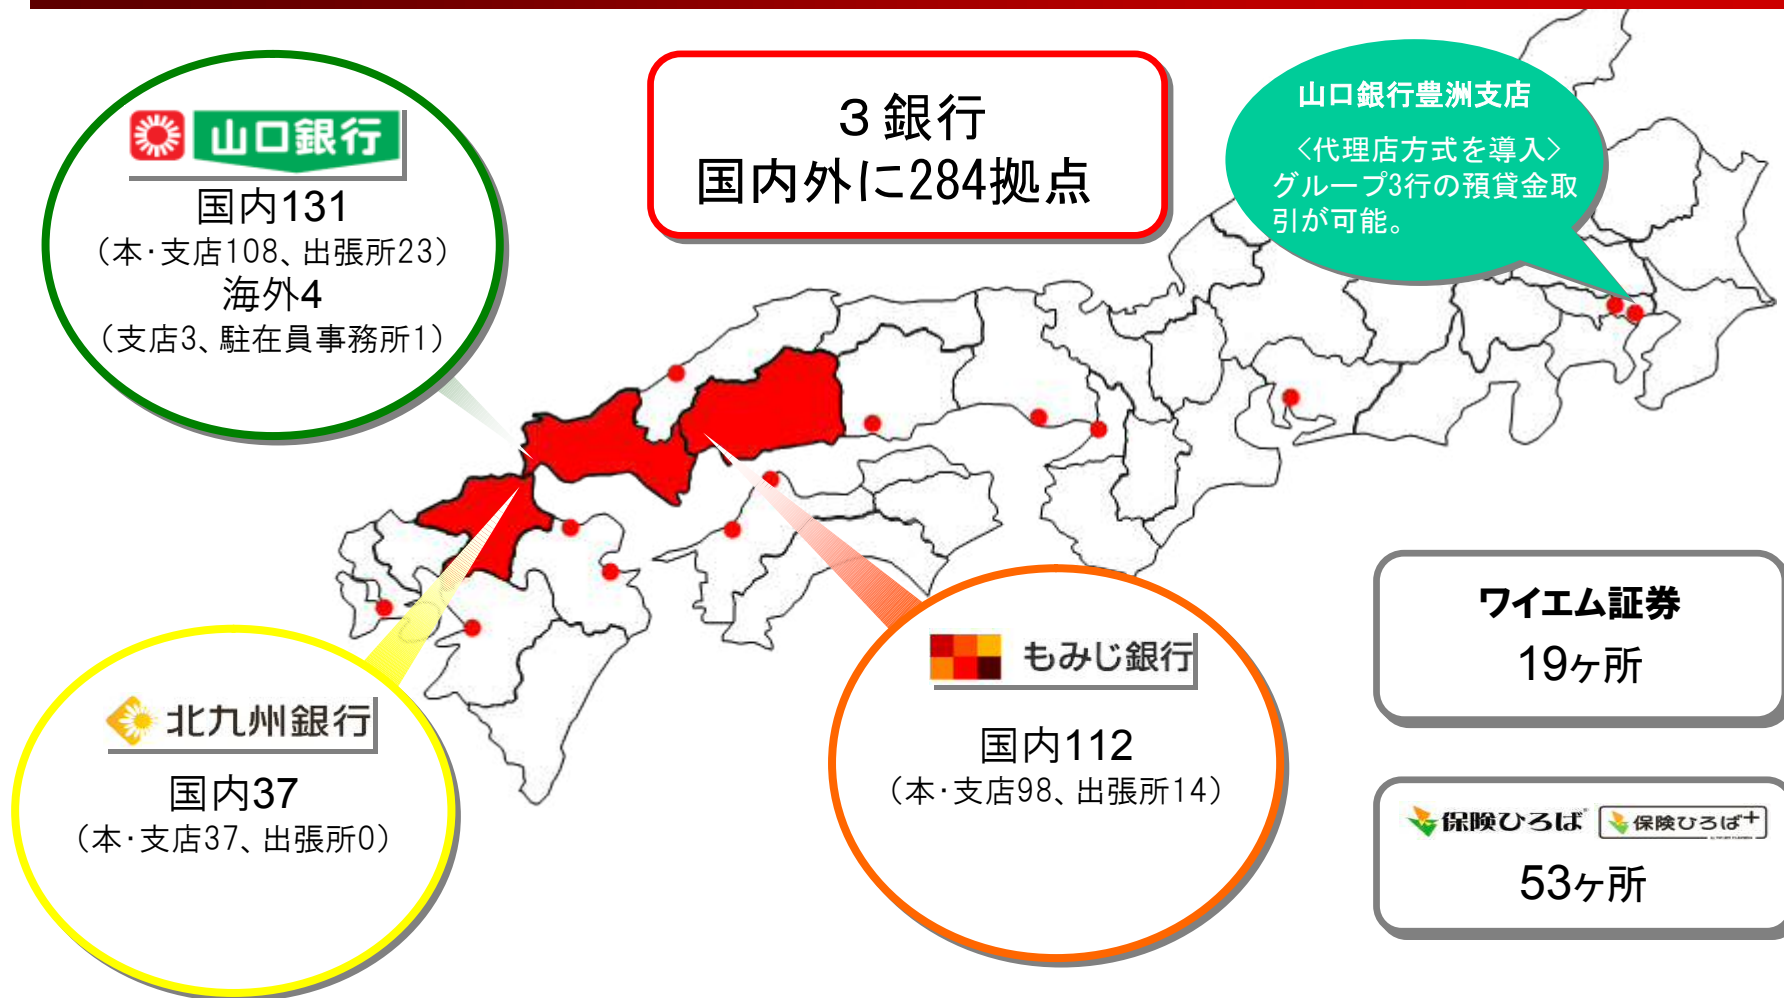 山口銀行
国内131
（本・支店108、出張所23）
海外4
（支店3、駐在員事務所1）
３銀行
国内外に284拠点
山口銀行豊洲支店
＜代理店方式を導入＞
グループ3行の預貸金取
引が可能。
北九州銀行
国内37
（本・支店37、出張所0）
もみじ銀行
国内112
（本・支店98、出張所14）
ワイエム証券
19ヶ所
保険ひろば 保険ひろば+
53ヶ所